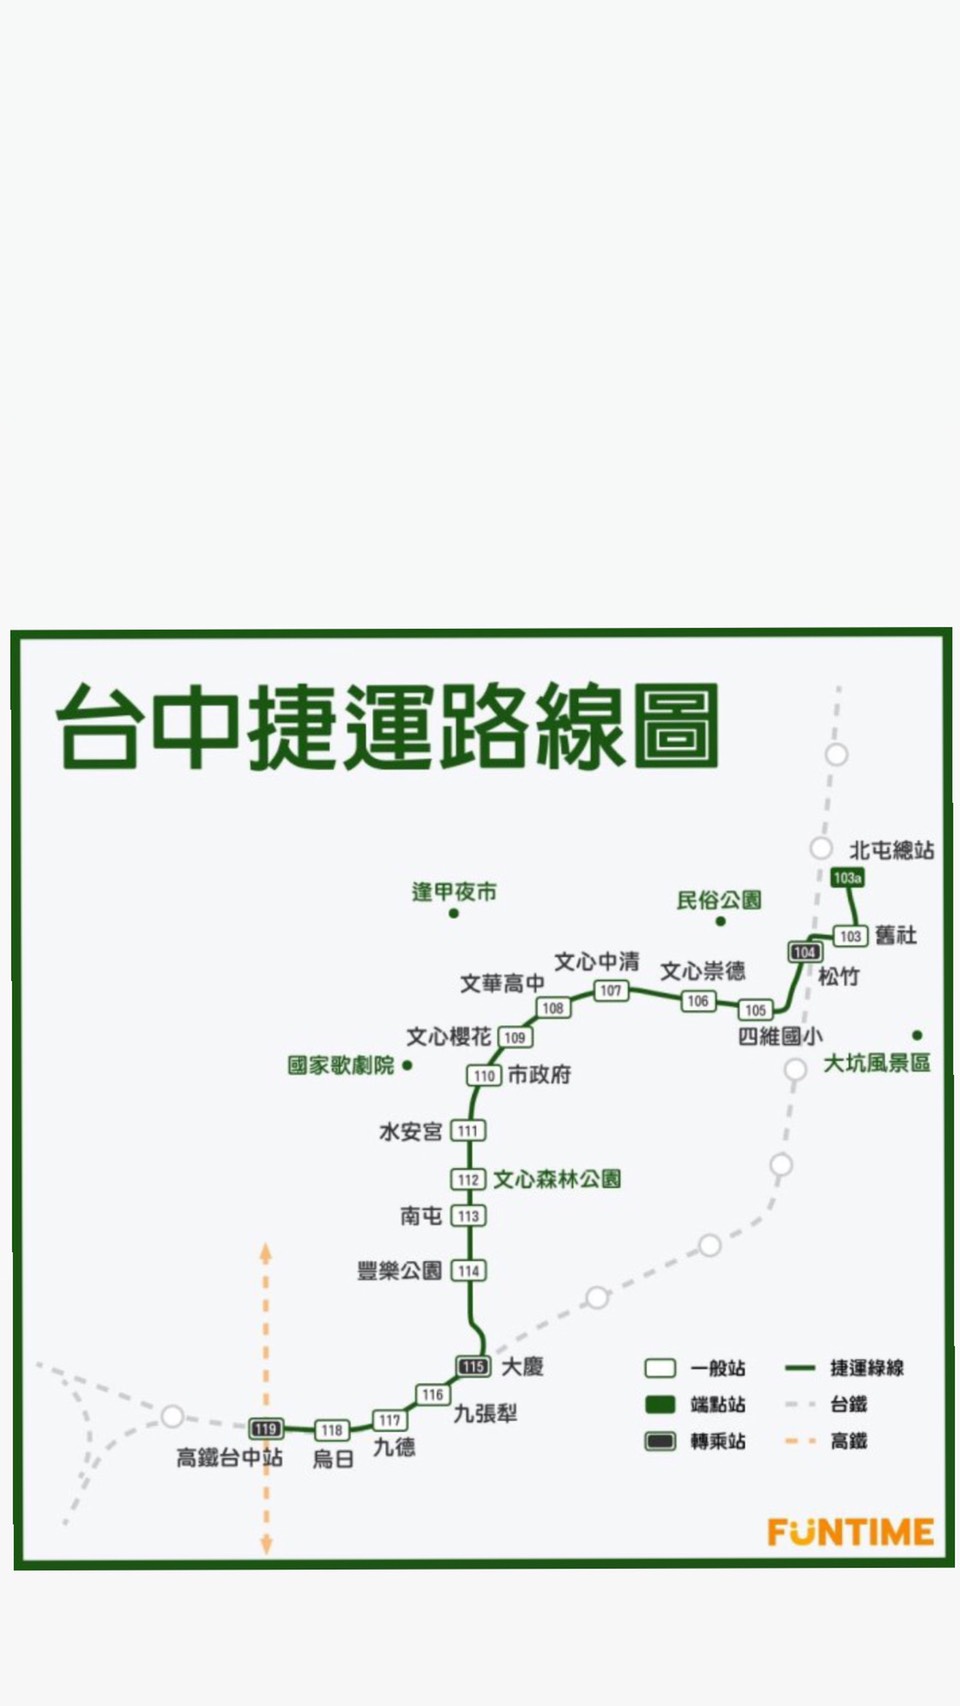 台中捷運路線圖
北屯總站
103a
逢甲夜市
民俗公園
103 舊社
104
松竹
文心中清
文心崇德
文華高中
107
106
108
105
文心櫻花 109
四維國小
國家歌劇院
大坑風景區
110 市政府
水安宮 111
112 文心森林公園
南屯 113
豐樂公園 114
115 大慶
116
九張犁
117
九德
119
118
高鐵台中站
烏日
一般站
捷運綠線
端點站
台鐵
轉乘站
高鐵
FUNTIME